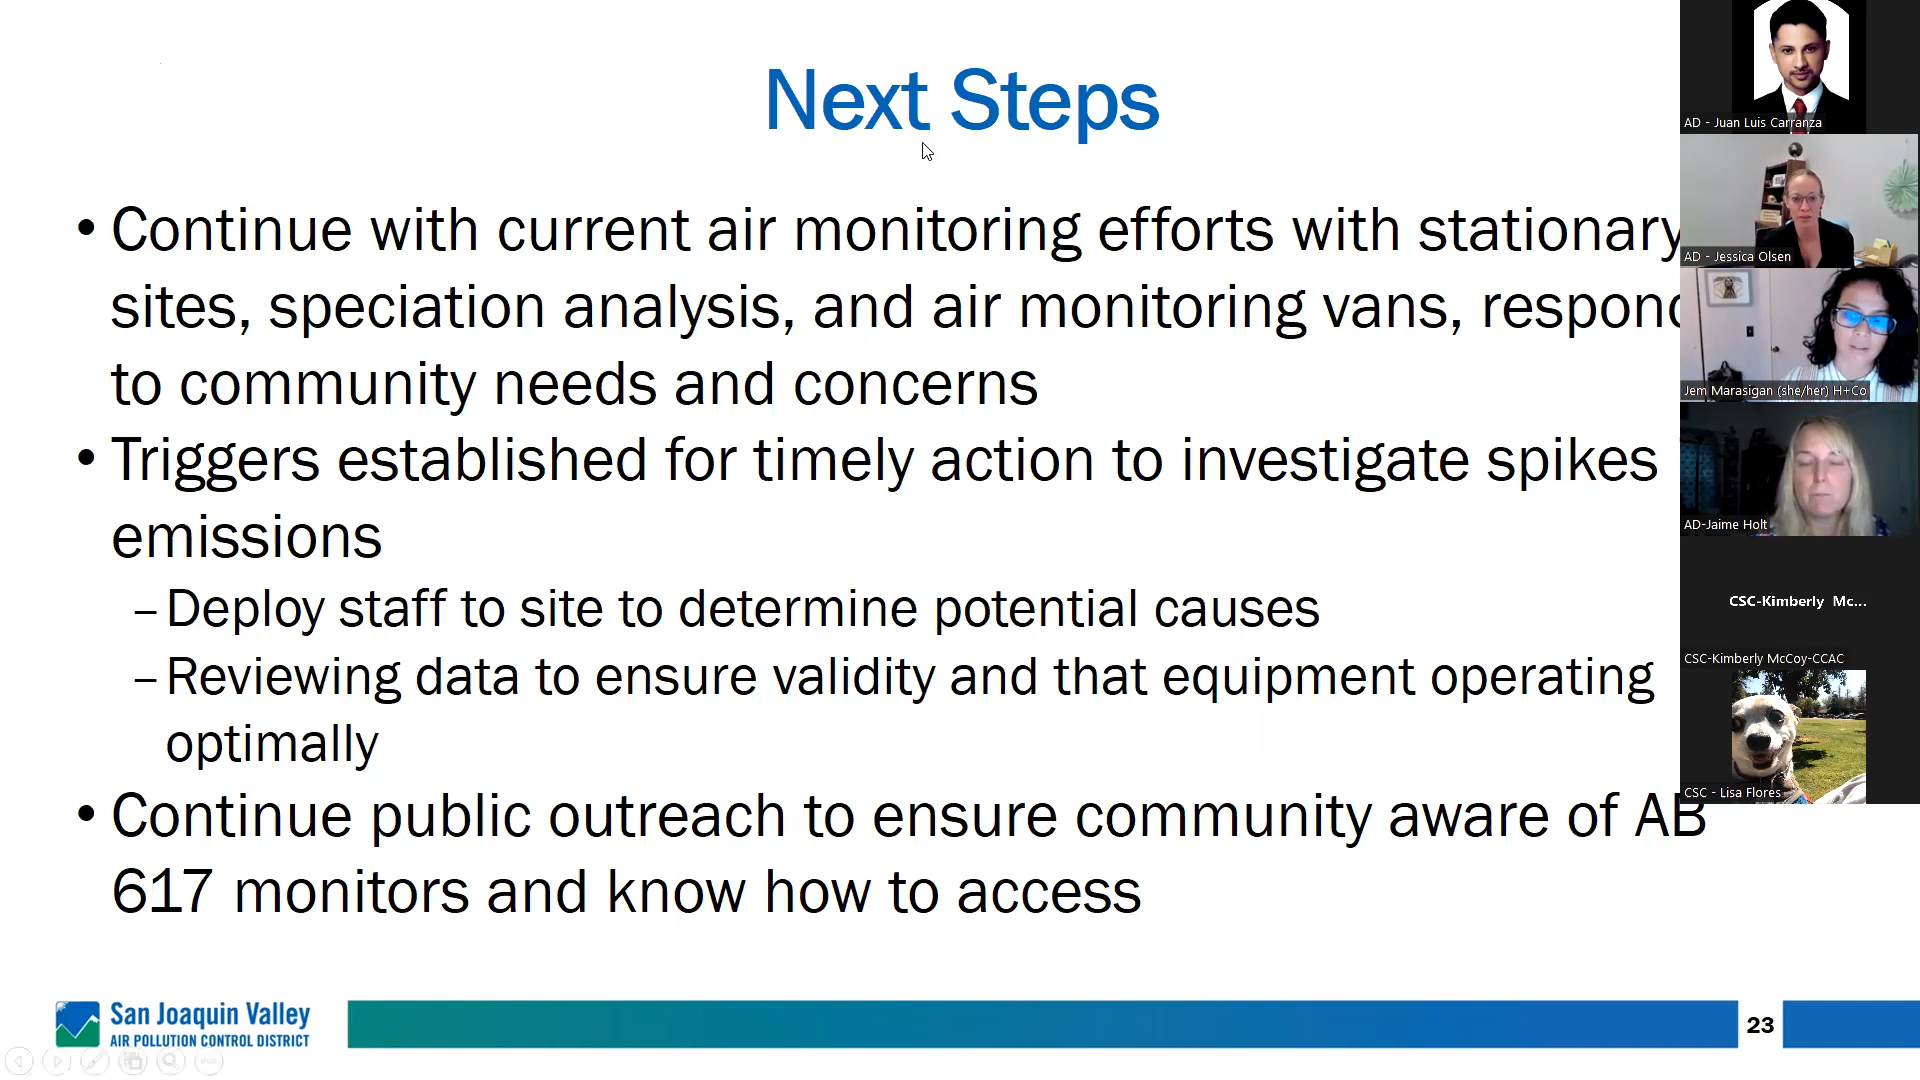 Next Steps
• Continue with current air monitoring efforts with stationary
sites, speciation analysis, and air monitoring vans, respond
to community needs and concerns
• Triggers established for timely action to investigate spikes
emissions
– Deploy staff to site to determine potential causes
– Reviewing data to ensure validity and that equipment operating
optimally
• Continue public outreach to ensure community aware of AB
617 monitors and know how to access
San Joaquin Valley
AIR POLLUTION CONTROL DISTRICT
23
AD - Juan Luis Carranza
AD - Jessica Olsen
Jem Marasigan (she/her) H+Co
AD-Jaime Holt
CSC-Kimberly Mc...
CSC-Kimberly McCoy-CCAC
CSC - Lisa Flores